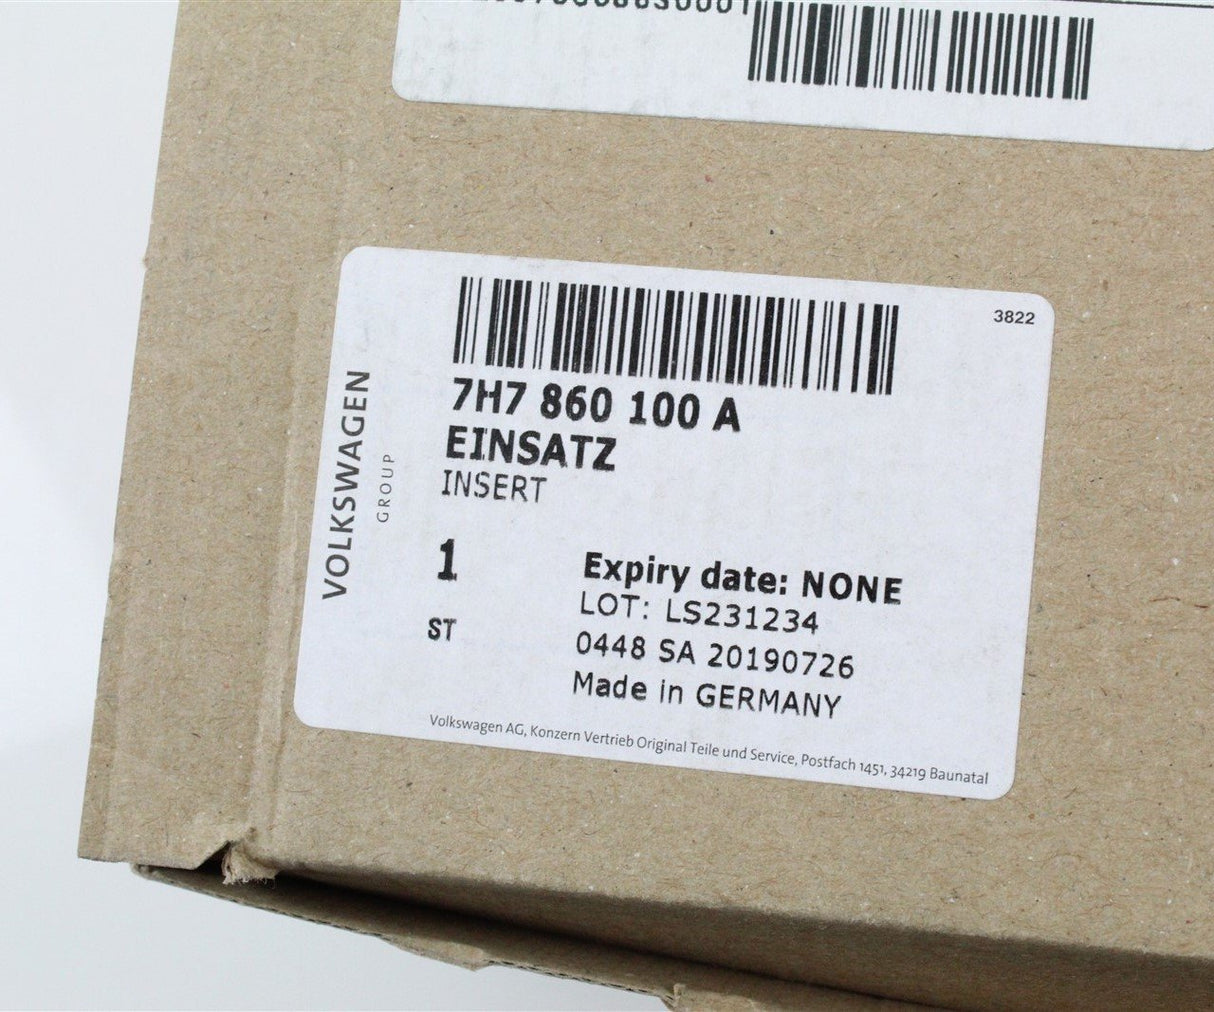 3822
7H7 860 100 A
EINSATZ
INSERT
VOLKSWAGEN
GROUP
1
ST
Expiry date: NONE
LOT: LS231234
0448 SA 20190726
Made in GERMANY
Volkswagen AG, Konzern Vertrieb Original Teile und Service, Postfach 1451, 34219 Baunatal